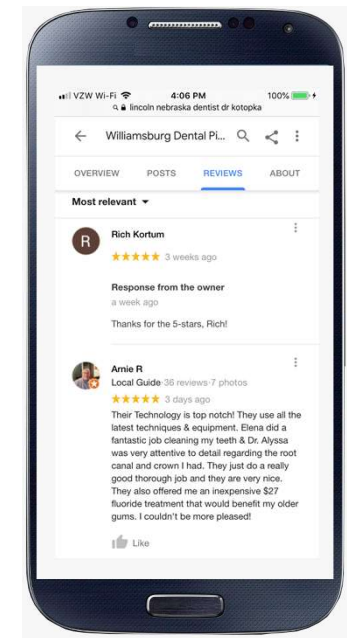 VZW Wi-Fi 4:06 PM 100%
lincoln nebraska dentist dr kotopka
Williamsburg Dental Pi...
OVERVIEW POSTS REVIEWS ABOUT
Most relevant
R
Rich Kortum
3 weeks ago
Response from the owner
a week ago
Thanks for the 5-stars, Rich!
Arnie R
Local Guide·36 reviews·7 photos
3 days ago
Their Technology is top notch! They use all the
latest techniques & equipment. Elena did a
fantastic job cleaning my teeth & Dr. Alyssa
was very attentive to detail regarding the root
canal and crown I had. They just do a really
good thorough job and they are very nice.
They also offered me an inexpensive $27
fluoride treatment that would benefit my older
gums. I couldn't be more pleased!
Like